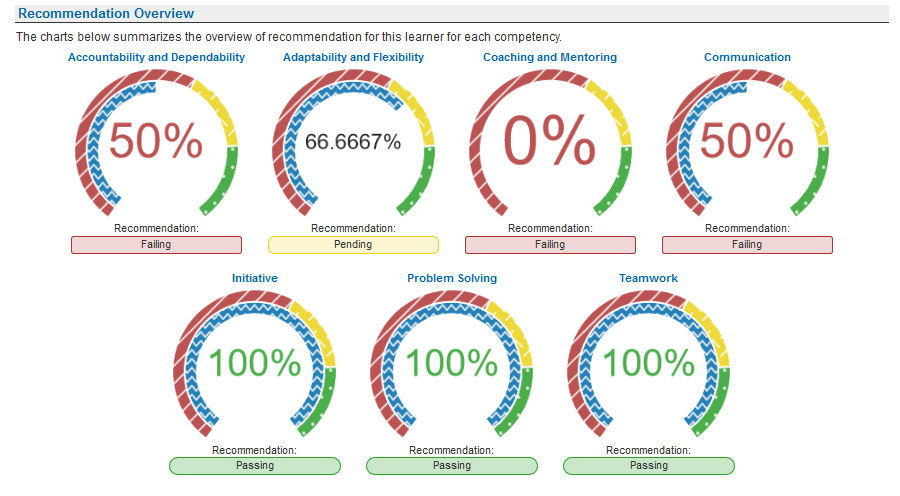 Recommendation Overview
The charts below summarizes the overview of recommendation for this learner for each competency.
Accountability and Dependability
Adaptability and Flexibility
Coaching and Mentoring
Communication
50%
66.6667%
0%
50%
Recommendation:
Recommendation:
Recommendation:
Recommendation:
Failing
Pending
Failing
Failing
Initiative
Problem Solving
Teamwork
100%
100%
100%
Recommendation:
Recommendation:
Recommendation:
Passing
Passing
Passing